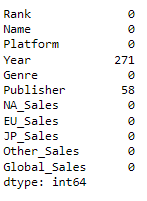 Rank 0
Name 0
Platform 0
Year 271
Genre 0
Publisher 58
NA_Sales 0
EU_Sales 0
JP_Sales 0
Other_Sales 0
Global_Sales 0
dtype: int64